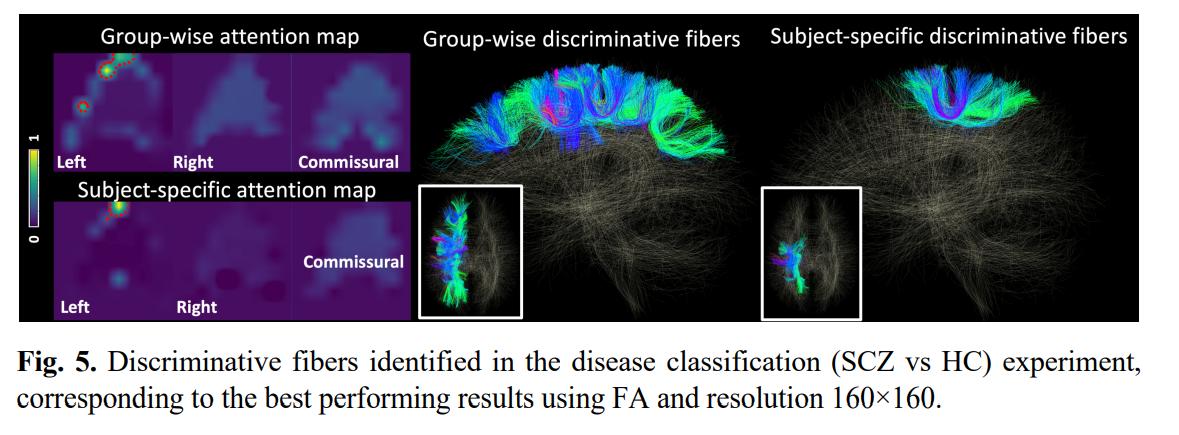 Group-wise attention map
Group-wise discriminative fibers
Subject-specific discriminative fibers
1
0
Left
Right
Commissural
Subject-specific attention map
Left
Right
Commissural
Fig. 5. Discriminative fibers identified in the disease classification (SCZ vs HC) experiment,
corresponding to the best performing results using FA and resolution 160×160.